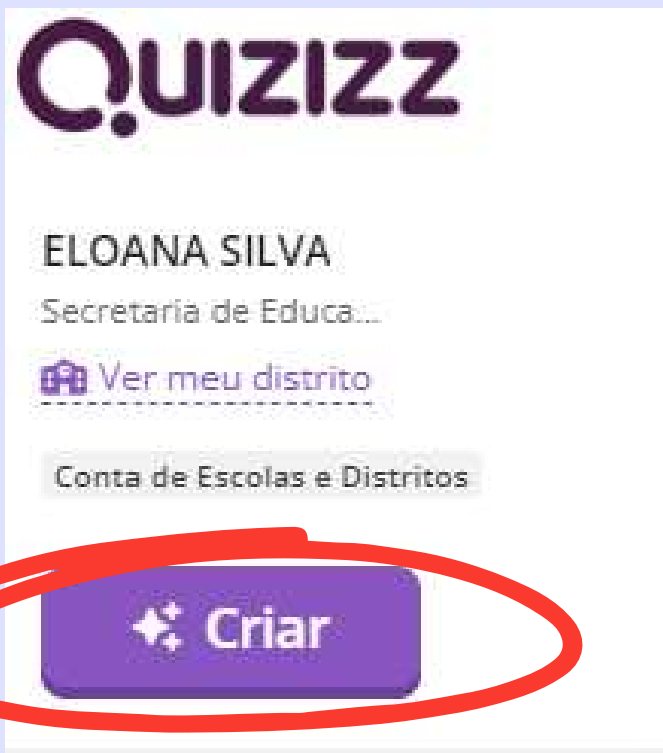 QUIZIZZ
ELOANA SILVA
Secretaria de Educa...
Ver meu distrito
Conta de Escolas e Distritos
Criar